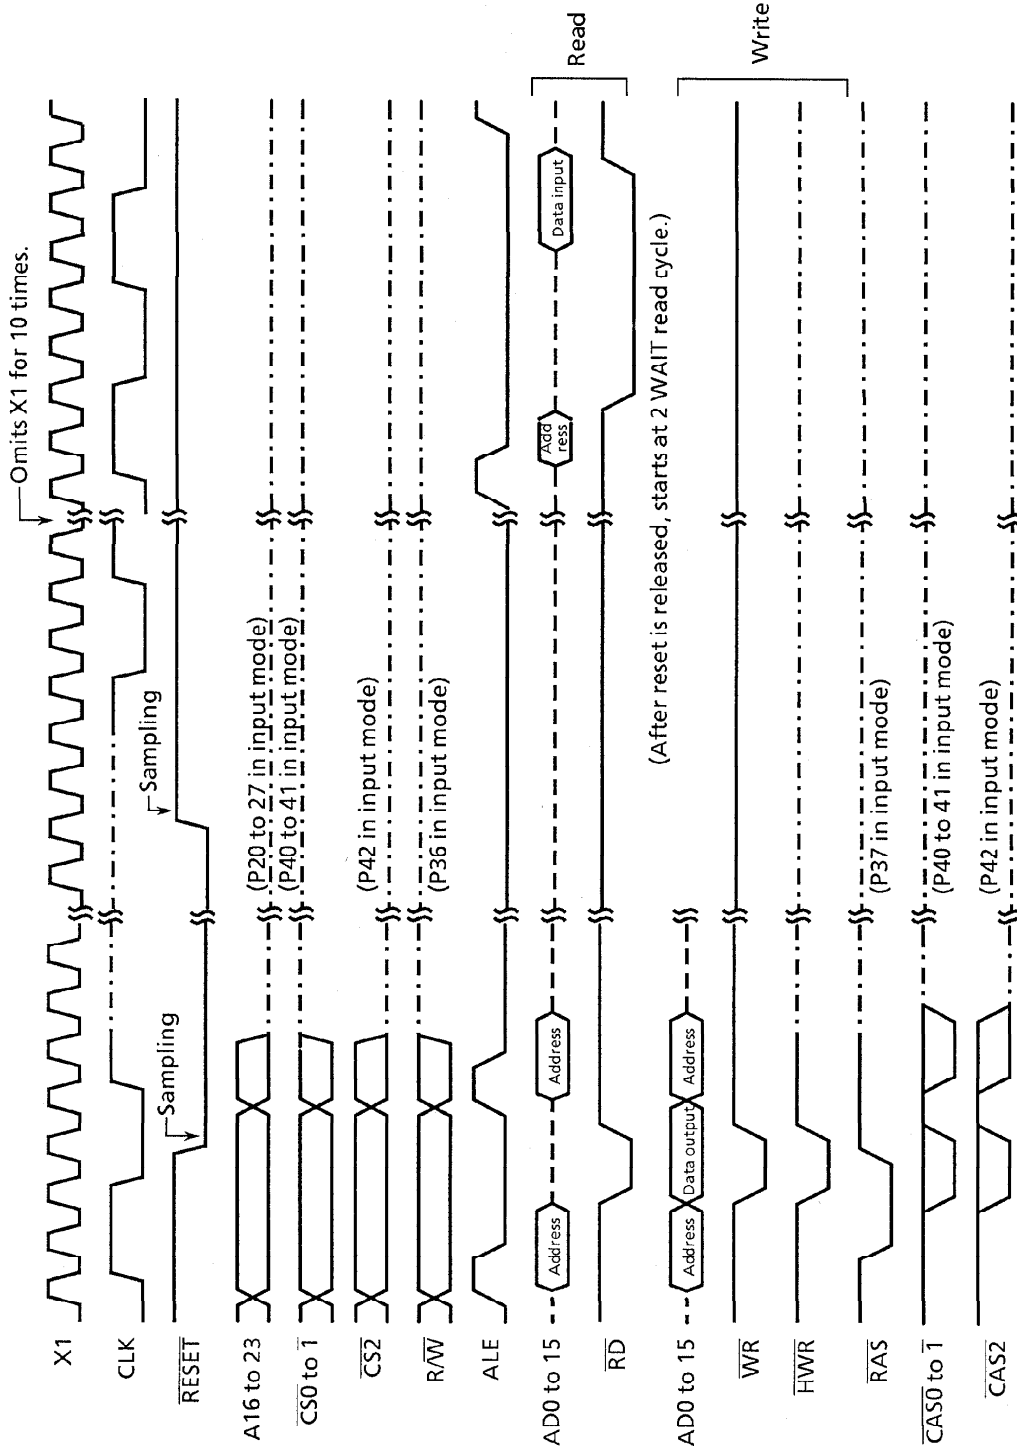 Omits X1 for 10 times.
X1
CLK
Sampling
Sampling
RESET
A16 to 23
(P20 to 27 in input mode)
CS0 to 1
(P40 to 41 in input mode)
CS2
(P42 in input mode)
R/W
(P36 in input mode)
ALE
AD0 to 15
Address
Address
Add
ress
Data input
Read
RD
(After reset is released, starts at 2 WAIT read cycle.)
AD0 to 15
Address
Data output
Address
Write
WR
HWR
RAS
(P37 in input mode)
CAS0 to 1
(P40 to 41 in input mode)
CAS2
(P42 in input mode)